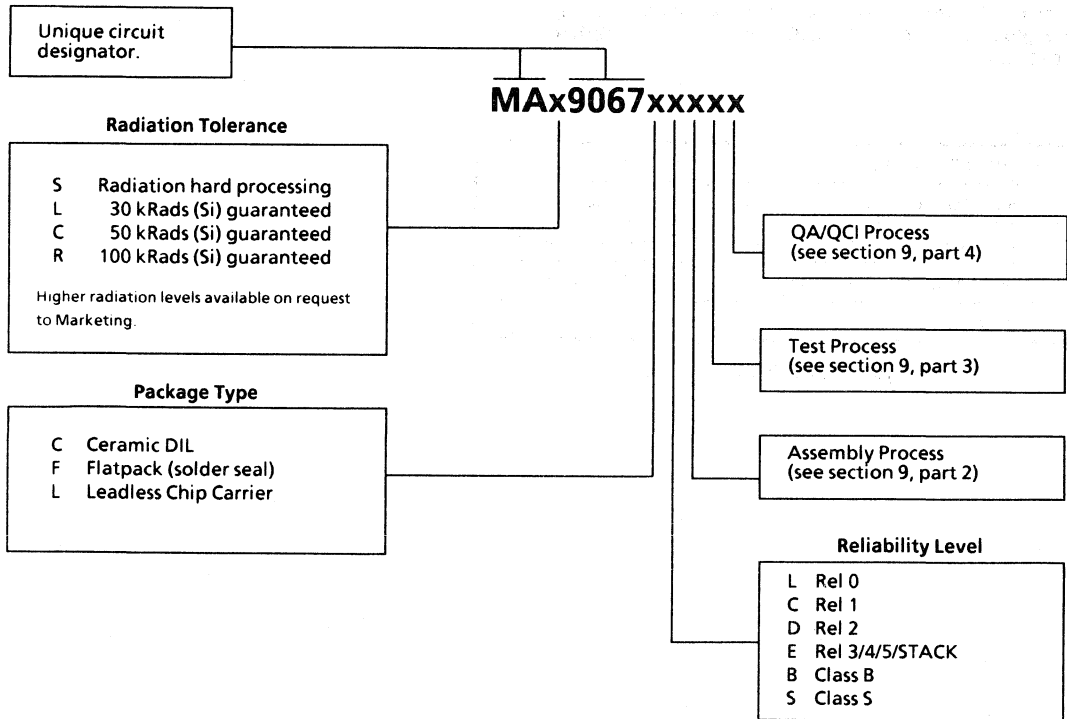 Unique circuit
designator.
MAx9067xxxxx
Radiation Tolerance
S Radiation hard processing
L 30 kRads (Si) guaranteed
C 50 kRads (Si) guaranteed
R 100 kRads (Si) guaranteed
Higher radiation levels available on request
to Marketing.
Package Type
C Ceramic DIL
F Flatpack (solder seal)
L Leadless Chip Carrier
QA/QCI Process
(see section 9, part 4)
Test Process
(see section 9, part 3)
Assembly Process
(see section 9, part 2)
Reliability Level
L Rel 0
C Rel 1
D Rel 2
E Rel 3/4/5/STACK
B Class B
S Class S